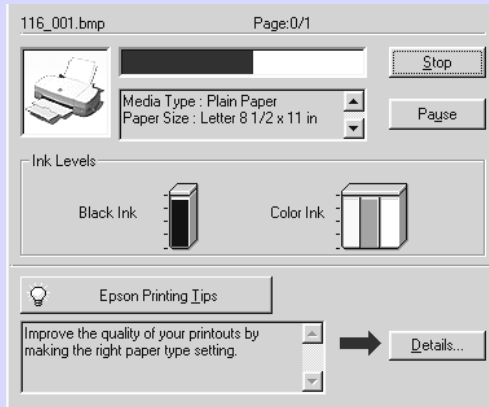 116_001.bmp Page:0/1
Stop
Media Type : Plain Paper
Paper Size : Letter 8 1/2 x 11 in
Pause
Ink Levels
Black Ink Color Ink
Epson Printing Tips
Improve the quality of your printouts by
making the right paper type setting.
Details...